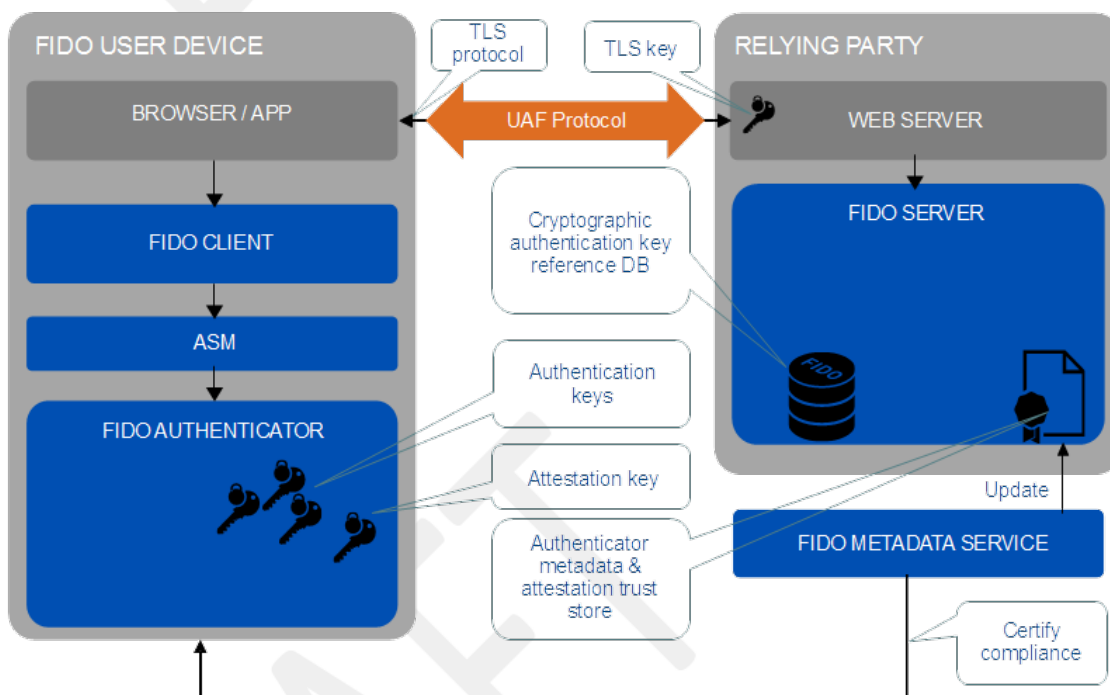 FIDO USER DEVICE
TLS
protocol
TLS key
RELYING PARTY
BROWSER / APP
UAF Protocol
WEB SERVER
Cryptographic
authentication key
reference DB
FIDO SERVER
FIDO CLIENT
ASM
FIDO
Authentication
keys
FIDO AUTHENTICATOR
Attestation key
Update
Authenticator
metadata &
attestation trust
store
FIDO METADATA SERVICE
Certify
compliance